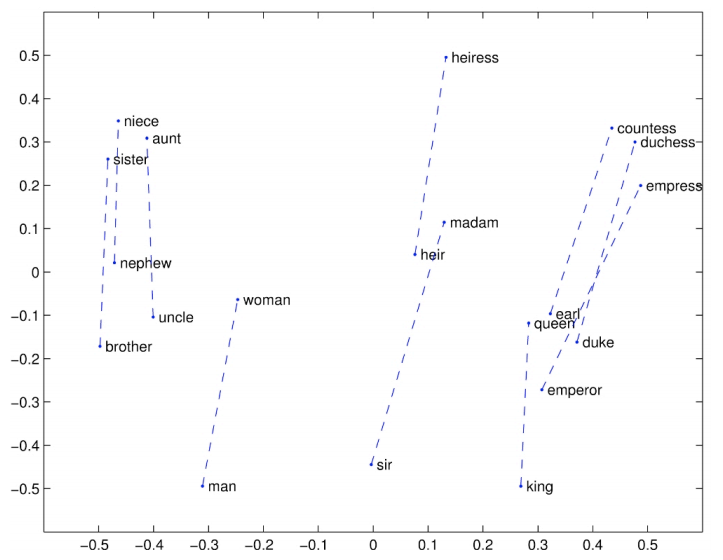 0.5
heiress
0.4
niece
countess
aunt
duchess
0.3
sister
0.2
empress
0.1
madam
heir
0
nephew
woman
−0.1
earl
uncle
queen
duke
brother
−0.2
emperor
−0.3
−0.4
sir
−0.5
man
king
−0.5 −0.4 −0.3 −0.2 −0.1 0 0.1 0.2 0.3 0.4 0.5